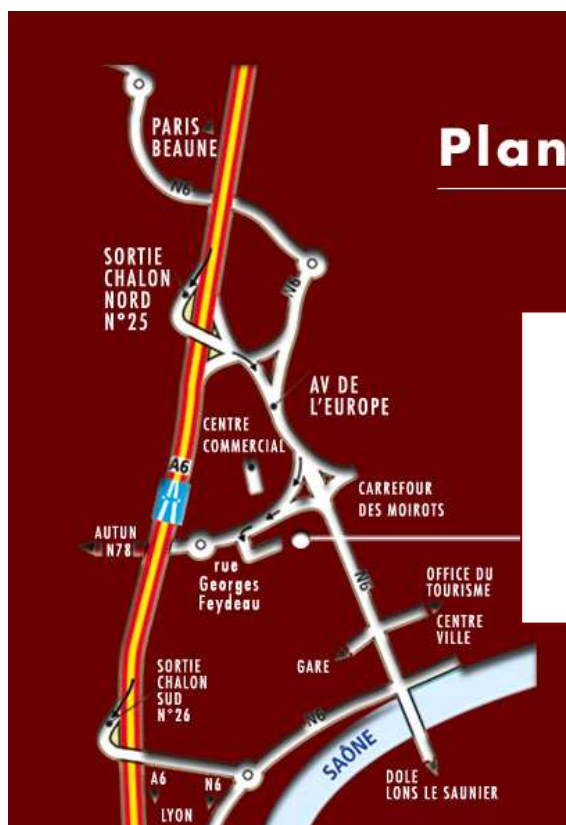 PARIS
BEAUNE
Plan
N6
SORTIE
CHALON
NORD
N°25
N6
AV DE
L'EUROPE
CENTRE
COMMERCIAL
A6
CARREFOUR
DES MOIROTS
AUTUN
N78
rue
Georges
Feydeau
N6
OFFICE DU
TOURISME
CENTRE
VILLE
GARE
SORTIE
CHALON
SUD
N°26
N6
SAÔNE
A6
N6
LYON
DOLE
LONS LE SAUNIER